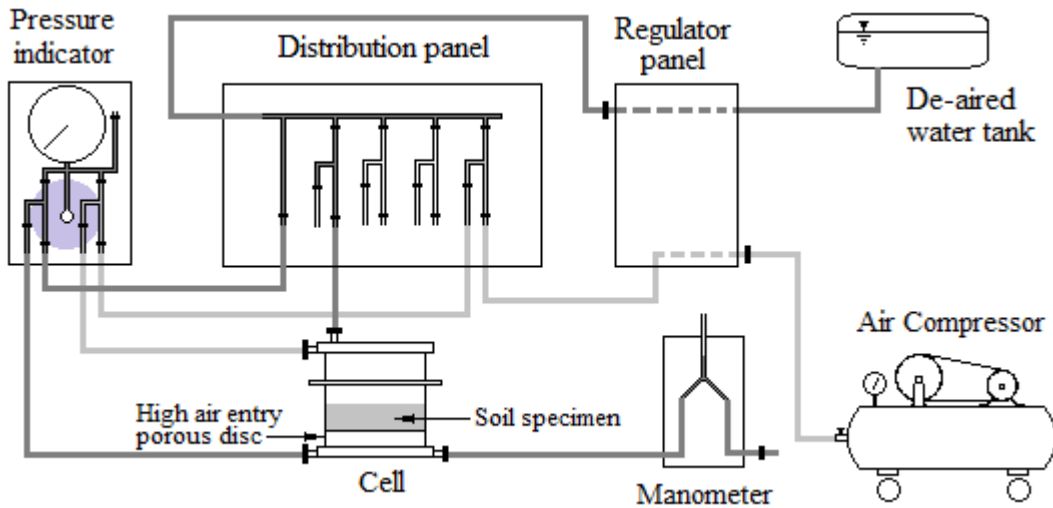 Pressure
indicator
Distribution panel
Regulator
panel
De-aired
water tank
Air Compressor
High air entry
porous disc
Soil specimen
Cell
Manometer